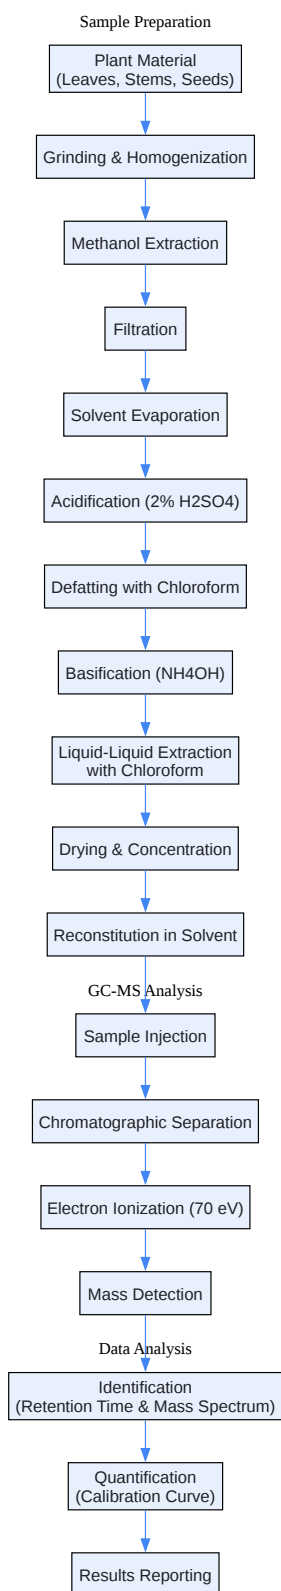 Sample Preparation
Plant Material
(Leaves, Stems, Seeds)
Grinding & Homogenization
Methanol Extraction
Filtration
Solvent Evaporation
Acidification (2% H2SO4)
Defatting with Chloroform
Basification (NH4OH)
Liquid-Liquid Extraction
with Chloroform
Drying & Concentration
Reconstitution in Solvent
GC-MS Analysis
Sample Injection
Chromatographic Separation
Electron Ionization (70 eV)
Mass Detection
Data Analysis
Identification
(Retention Time & Mass Spectrum)
Quantification
(Calibration Curve)
Results Reporting